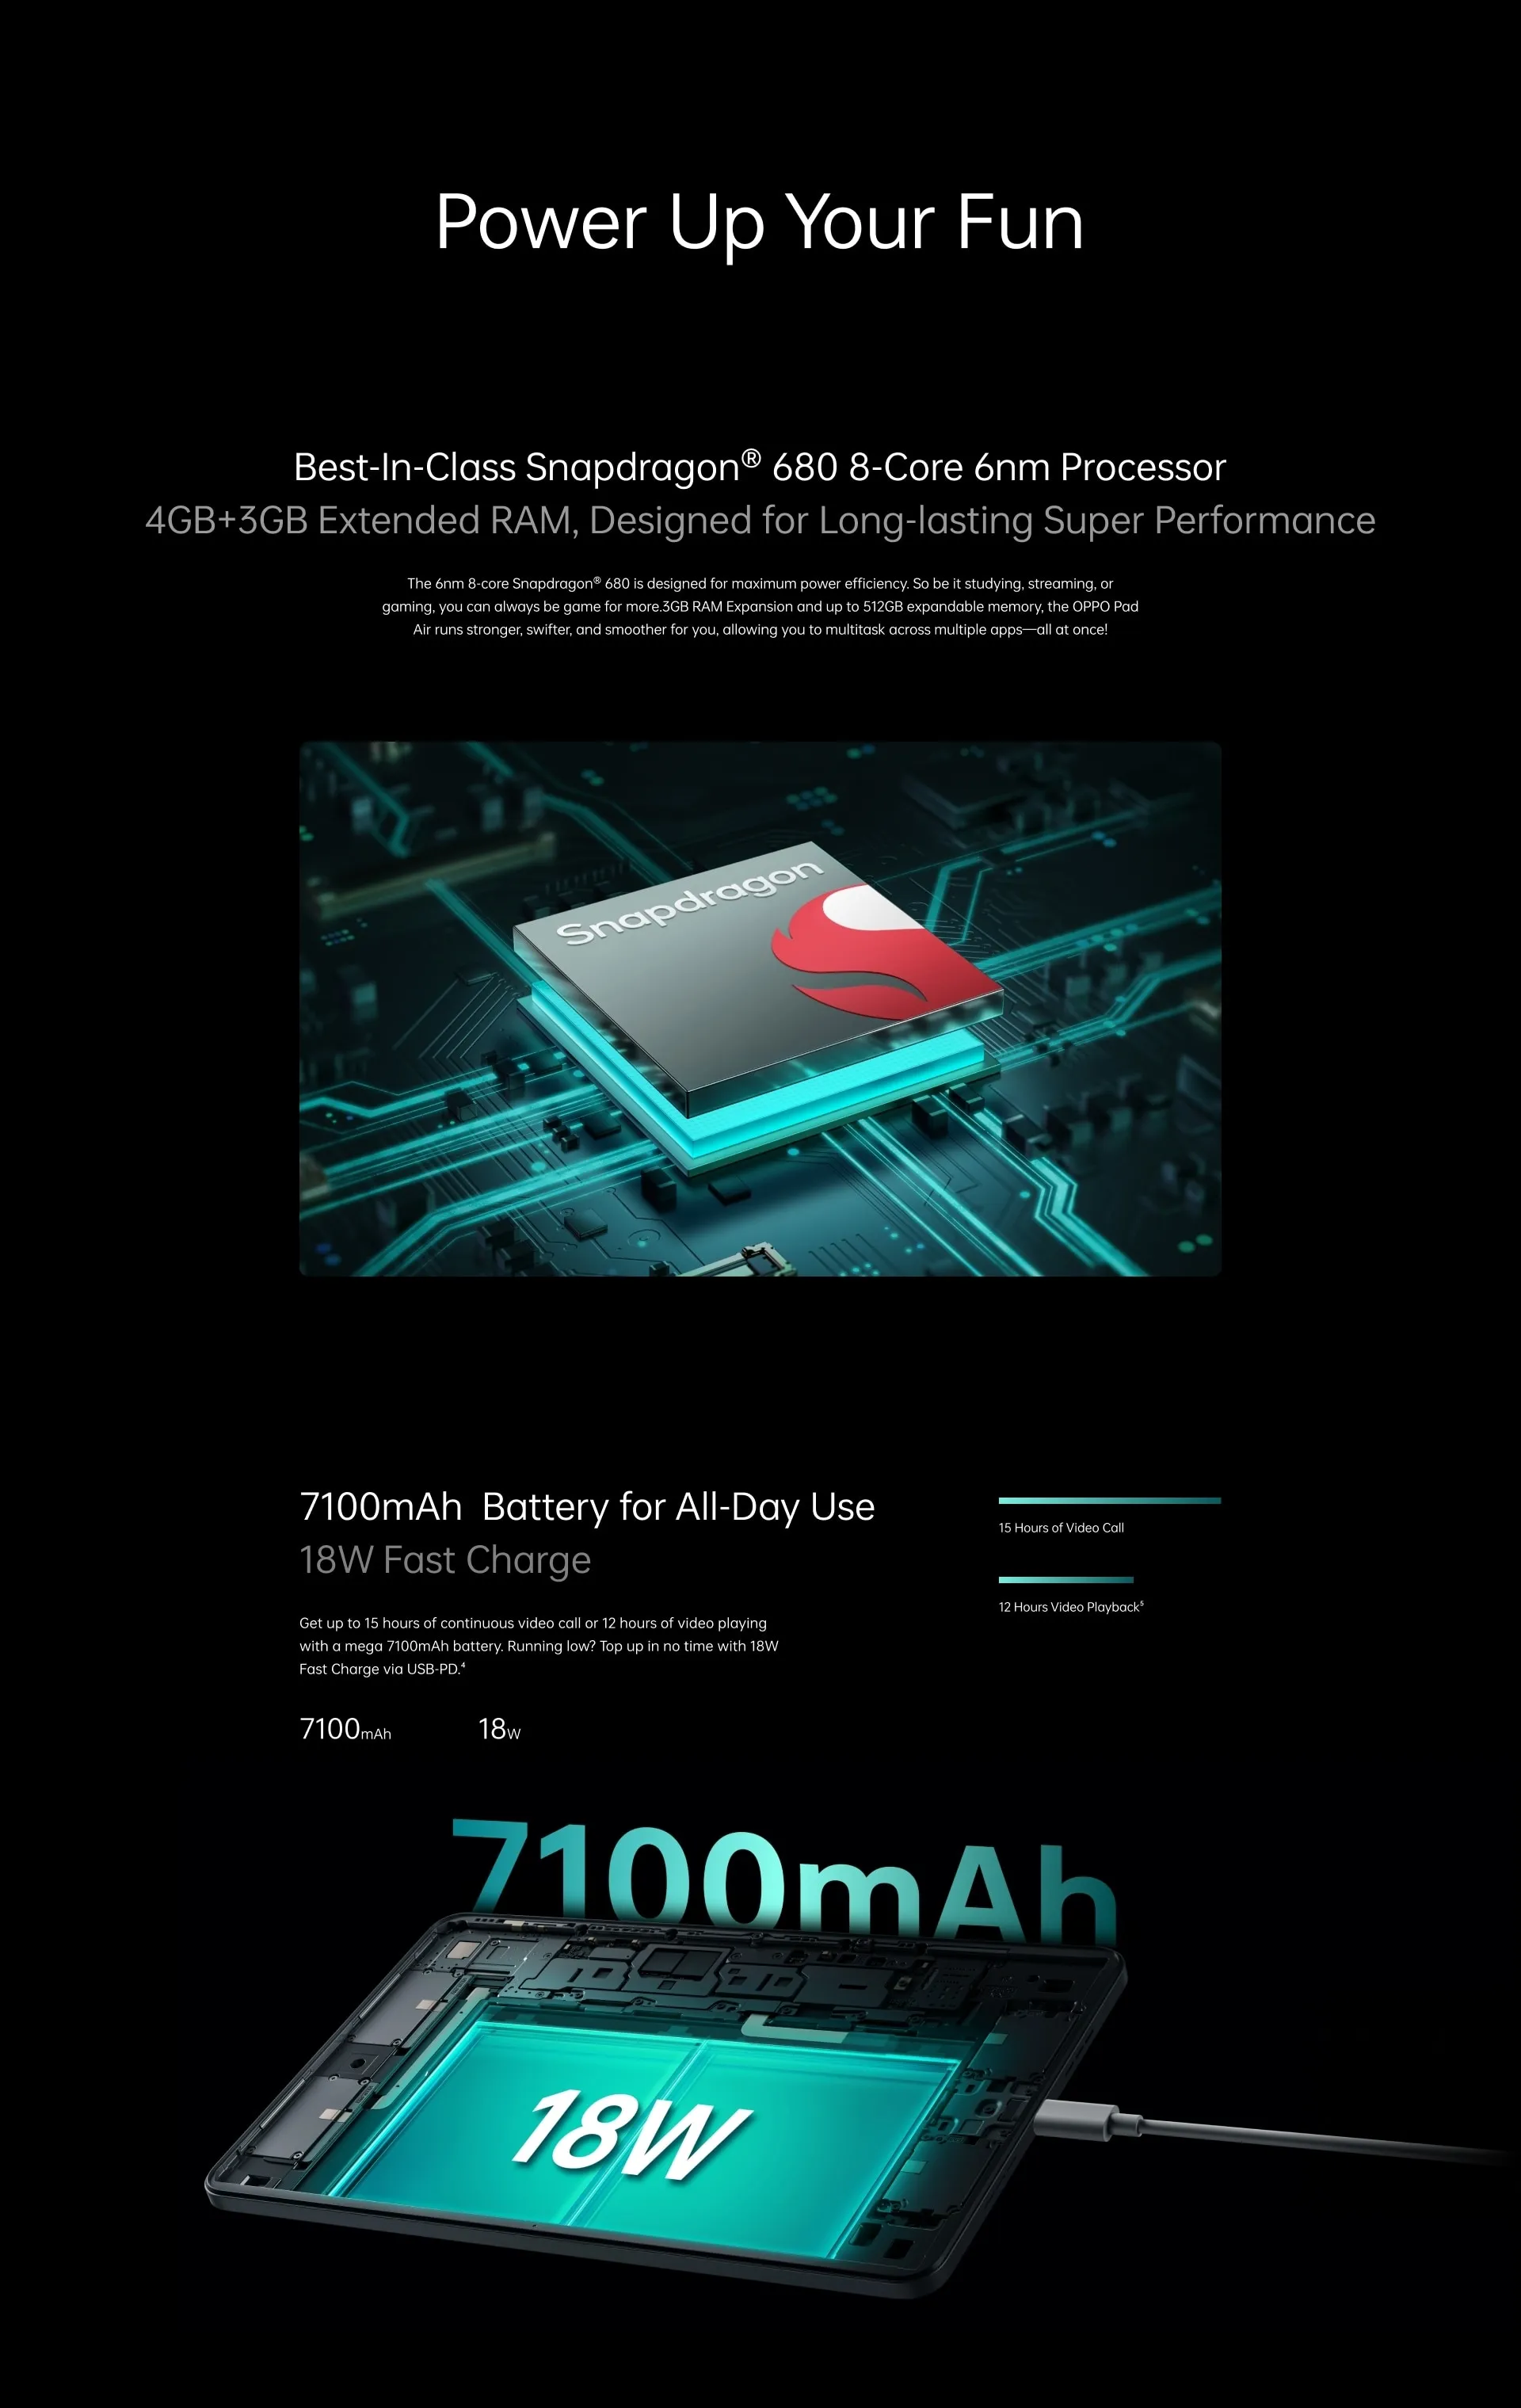 Power Up Your Fun
Best-In-Class Snapdragon® 680 8-Core 6nm Processor
4GB+3GB Extended RAM, Designed for Long-lasting Super Performance
The 6nm 8-core Snapdragon® 680 is designed for maximum power efficiency. So be it studying, streaming, or
gaming, you can always be game for more.3GB RAM Expansion and up to 512GB expandable memory, the OPPO Pad
Air runs stronger, swifter, and smoother for you, allowing you to multitask across multiple apps—all at once!
Snapdragon
7100mAh  Battery for All-Day Use
18W Fast Charge
Get up to 15 hours of continuous video call or 12 hours of video playing
with a mega 7100mAh battery. Running low? Top up in no time with 18W
Fast Charge via USB-PD.⁴
7100mAh
18W
15 Hours of Video Call
12 Hours Video Playback⁵
7100mAh
18W